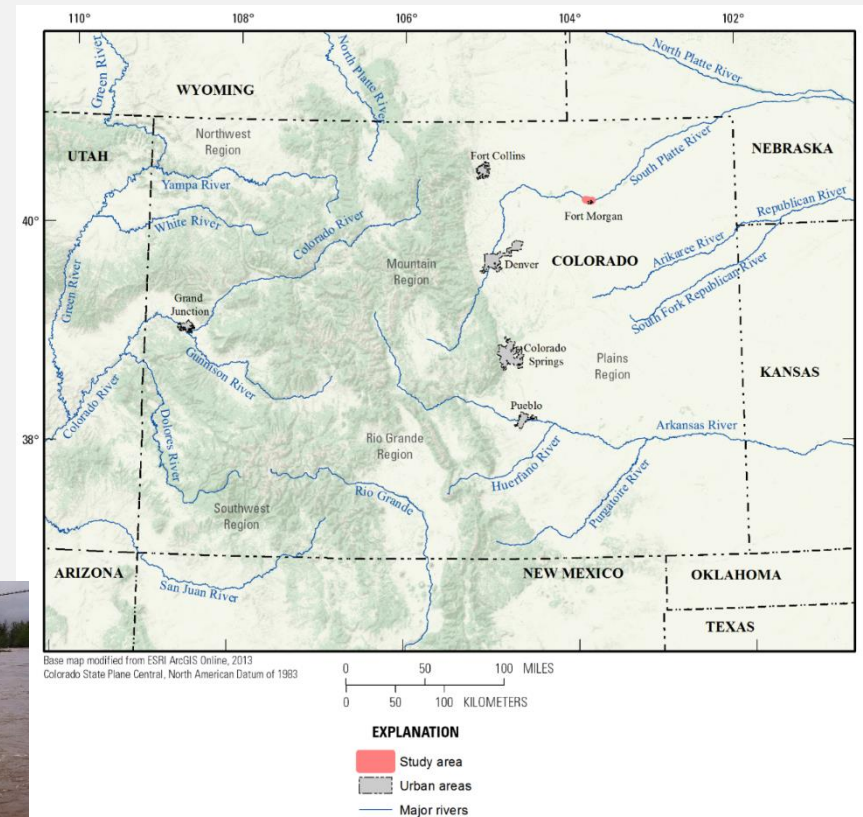 110°
108°
106°
104°
102°
Green River
WYOMING
North Platte River
North Platte River
Northwest
Region
UTAH
Fort Collins
South Platte River
NEBRASKA
Yampa River
Fort Morgan
Republican River
40°
White River
Colorado River
Arikaree River
COLORADO
Denver
Mountain
Region
South Fork Republican River
Green River
Grand
Junction
Colorado
Springs
Plains
Region
Gunnison River
KANSAS
Colorado River
Pueblo
Arkansas River
38°
Dolores River
Rio Grande
Region
Huerfano River
Purgatoire River
Southwest
Region
Rio Grande
ARIZONA
San Juan River
NEW MEXICO
OKLAHOMA
TEXAS
Base map modified from ESRI ArcGIS Online, 2013
Colorado State Plane Central, North American Datum of 1983
0 50 100 MILES
0 50 100 KILOMETERS
EXPLANATION
Study area
Urban areas
Major rivers